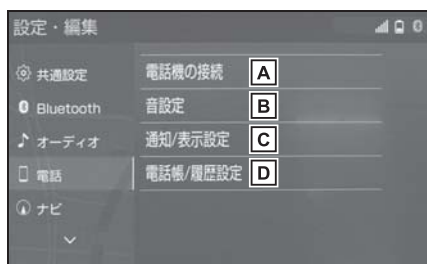 設定・編集
共通設定
Bluetooth
オーディオ
電話
ナビ
電話機の接続 A
音設定 B
通知/表示設定 C
電話帳/履歴設定 D